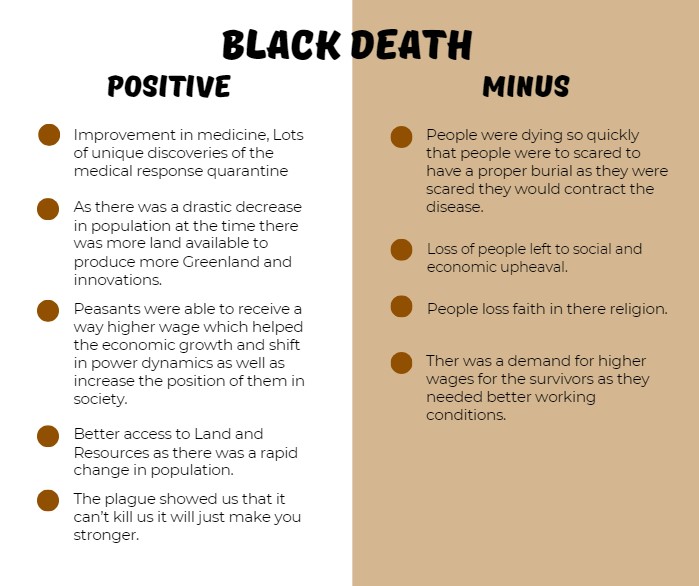 BLACK DEATH
POSITIVE
Improvement in medicine, Lots
of unique discoveries of the
medical response quarantine
As there was a drastic decrease
in population at the time there
was more land available to
produce more Greenland and
innovations.
Peasants were able to receive a
way higher wage which helped
the economic growth and shift
in power dynamics as well as
increase the position of them in
society.
Better access to Land and
Resources as there was a rapid
change in population.
The plague showed us that it
can't kill us it will just make you
stronger.
MINUS
People were dying so quickly
that people were to scared to
have a proper burial as they were
scared they would contract the
disease.
Loss of people left to social and
economic upheaval.
People loss faith in there religion.
Ther was a demand for higher
wages for the survivors as they
needed better working
conditions.